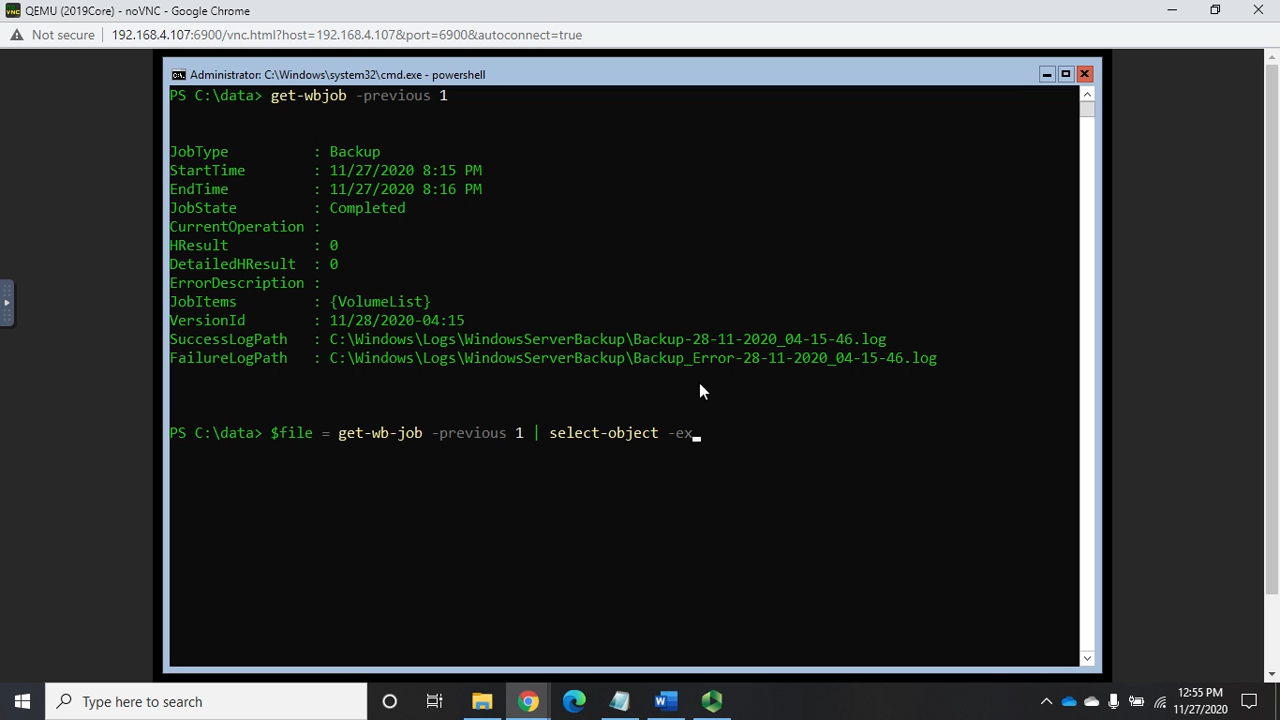 QEMU (2019Core) - noVNC - Google Chrome
Not secure 192.168.4.107:6900/vnc.html?host=192.168.4.107&port=6900&autoconnect=true
Administrator: C:\Windows\system32\cmd.exe - powershell
PS C:\data> get-wbjob -previous 1
JobType : Backup
StartTime : 11/27/2020 8:15 PM
EndTime : 11/27/2020 8:16 PM
JobState : Completed
CurrentOperation :
HResult : 0
DetailedHResult : 0
ErrorDescription :
JobItems : {VolumeList}
VersionId : 11/28/2020-04:15
SuccessLogPath : C:\Windows\Logs\WindowsServerBackup\Backup-28-11-2020_04-15-46.log
FailureLogPath : C:\Windows\Logs\WindowsServerBackup\Backup_Error-28-11-2020_04-15-46.log
PS C:\data> $file = get-wb-job -previous 1 | select-object -ex_
Type here to search
12:55 PM
11/27/2020